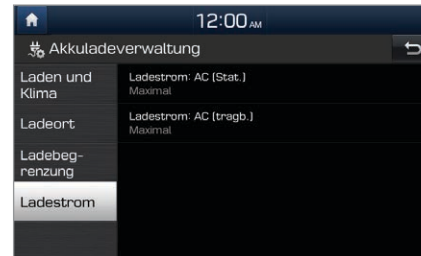 12:00 AM
Akkuladeverwaltung
Laden und
Klima
Ladeort
Ladebeg-
renzung
Ladestrom
Ladestrom: AC (Stat.)
Maximal
Ladestrom: AC (tragb.)
Maximal